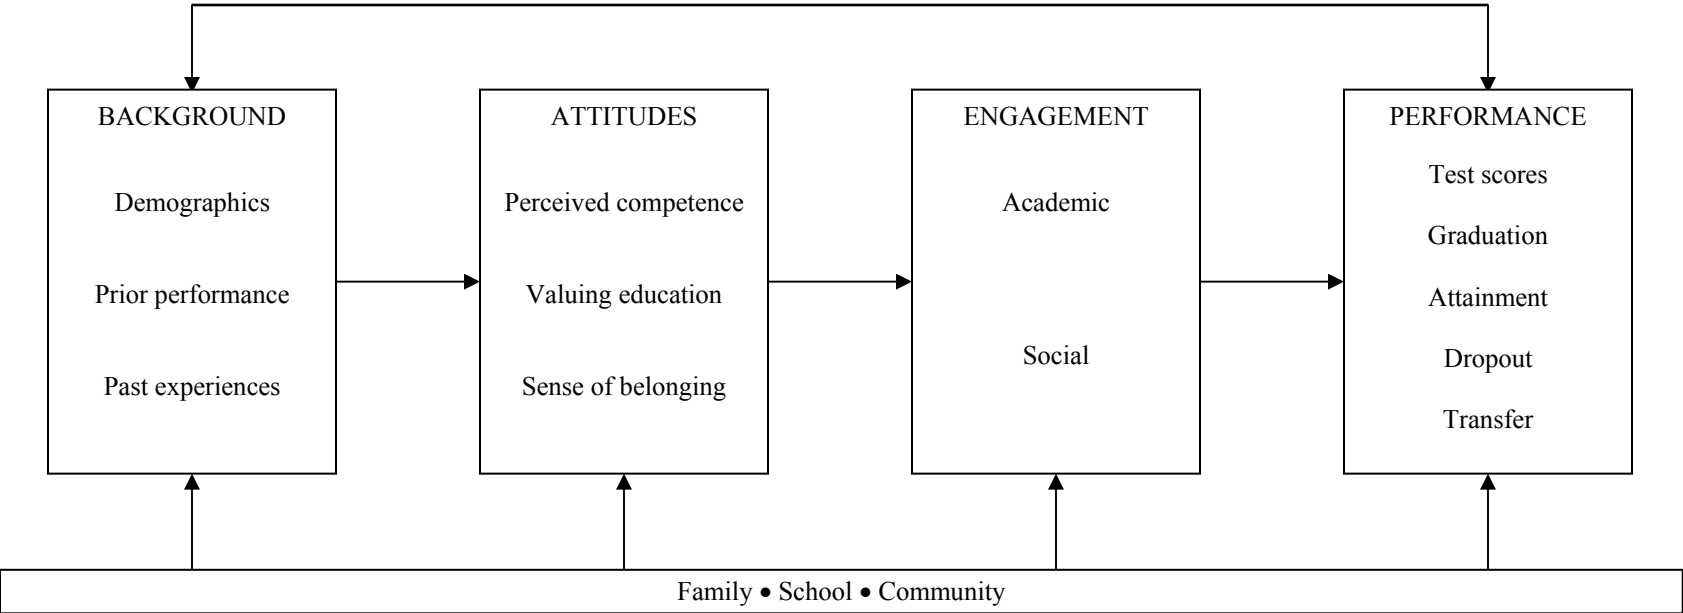 BACKGROUND
Demographics
Prior performance
Past experiences
ATTITUDES
Perceived competence
Valuing education
Sense of belonging
ENGAGEMENT
Academic
Social
PERFORMANCE
Test scores
Graduation
Attainment
Dropout
Transfer
Family • School • Community